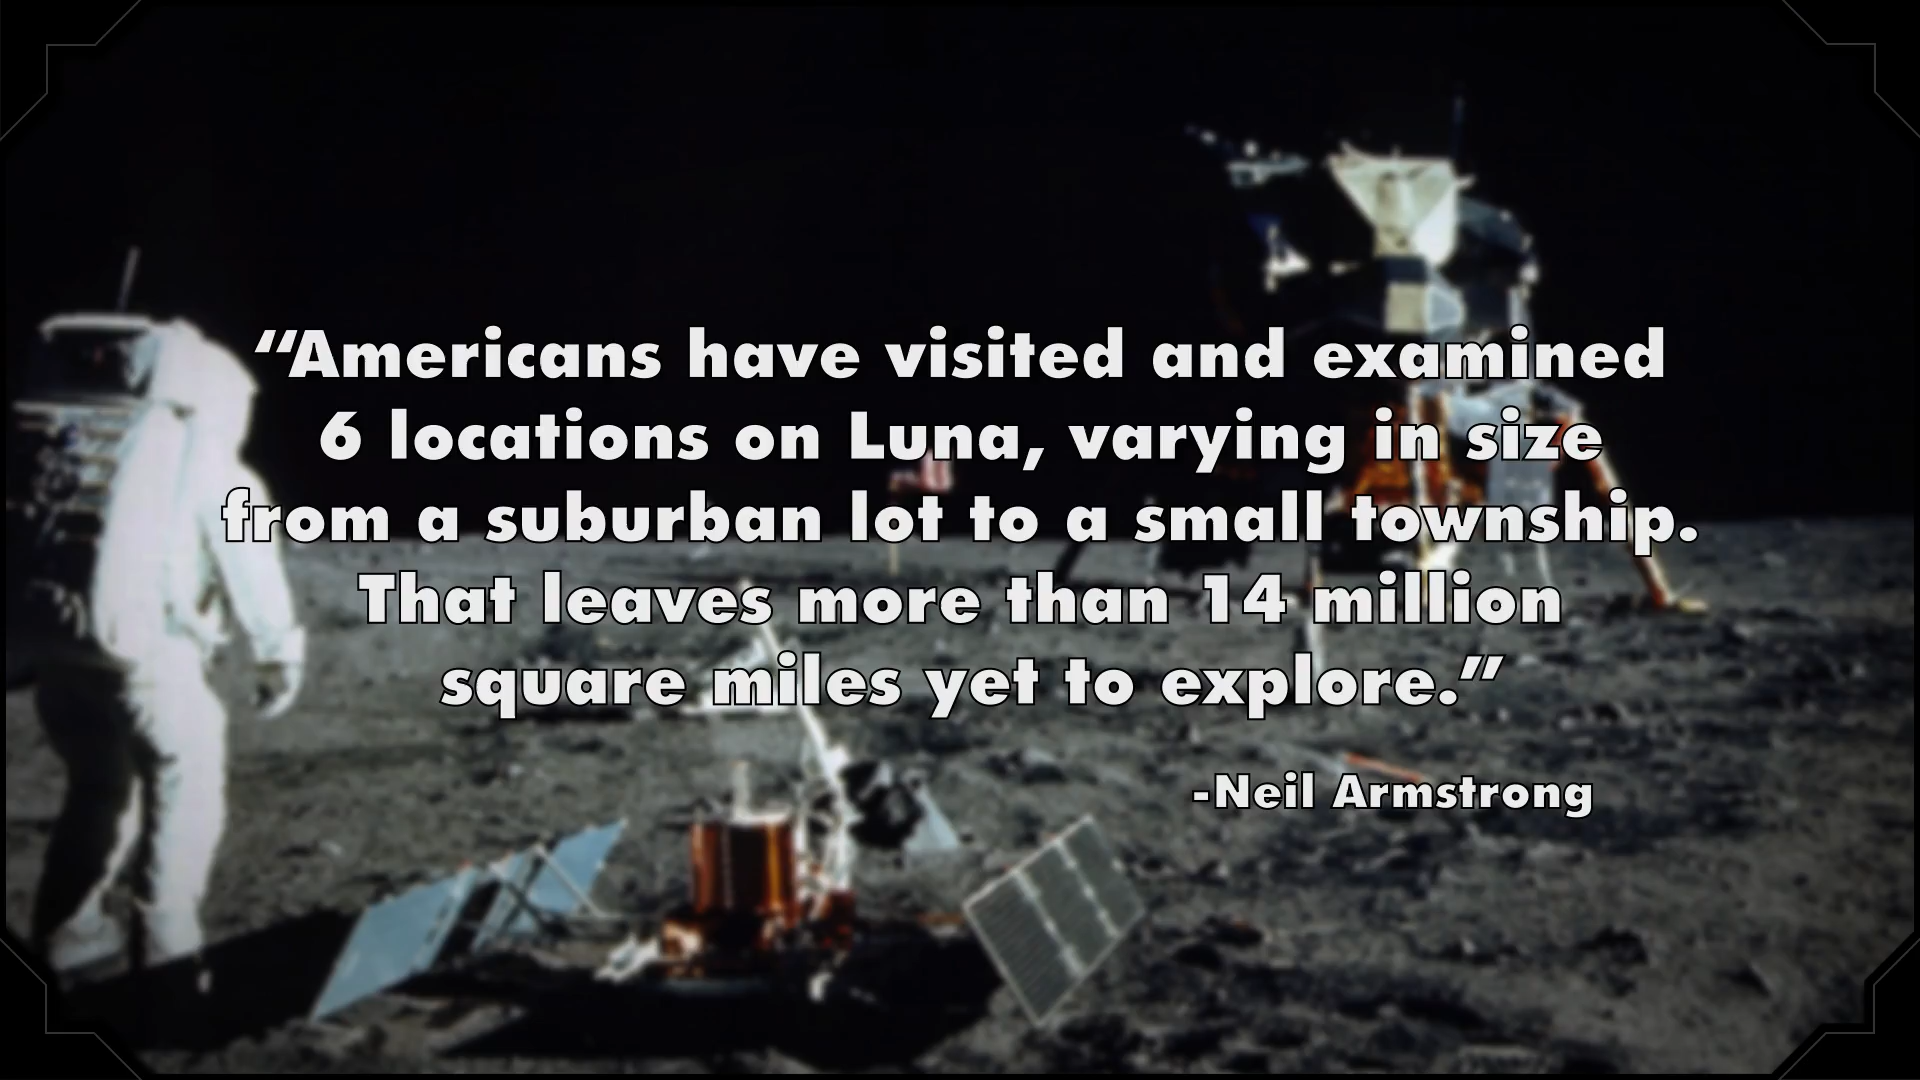 “Americans have visited and examined
6 locations on Luna, varying in size
from a suburban lot to a small township.
That leaves more than 14 million
square miles yet to explore.”
-Neil Armstrong